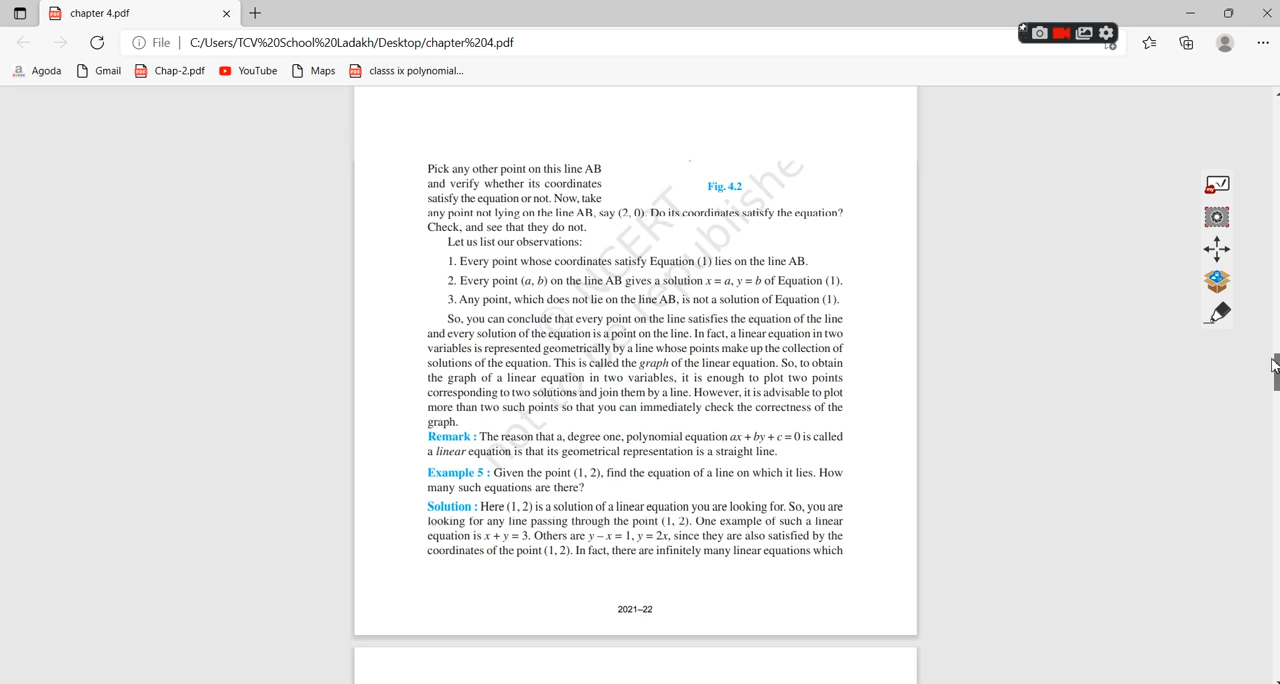 chapter 4.pdf
File
C:/Users/TCV%20School%20Ladakh/Desktop/chapter%204.pdf
Agoda
Gmail
Chap-2.pdf
YouTube
Maps
classs ix polynomial...
Pick any other point on this line AB
and verify whether its coordinates
Fig. 4.2
satisfy the equation or not. Now, take
any point not lying on the line AB, say (2, 0). Do its coordinates satisfy the equation?
Check, and see that they do not.
Let us list our observations:
1. Every point whose coordinates satisfy Equation (1) lies on the line AB.
2. Every point (a, b) on the line AB gives a solution x = a, y = b of Equation (1).
3. Any point, which does not lie on the line AB, is not a solution of Equation (1).
So, you can conclude that every point on the line satisfies the equation of the line
and every solution of the equation is a point on the line. In fact, a linear equation in two
variables is represented geometrically by a line whose points make up the collection of
solutions of the equation. This is called the graph of the linear equation. So, to obtain
the graph of a linear equation in two variables, it is enough to plot two points
corresponding to two solutions and join them by a line. However, it is advisable to plot
more than two such points so that you can immediately check the correctness of the
graph.
Remark : The reason that a, degree one, polynomial equation ax + by + c = 0 is called
a linear equation is that its geometrical representation is a straight line.
Example 5 : Given the point (1, 2), find the equation of a line on which it lies. How
many such equations are there?
Solution : Here (1, 2) is a solution of a linear equation you are looking for. So, you are
looking for any line passing through the point (1, 2). One example of such a linear
equation is x + y = 3. Others are y – x = 1, y = 2x, since they are also satisfied by the
coordinates of the point (1, 2). In fact, there are infinitely many linear equations which
2021–22
© NCERT
not to be republishe